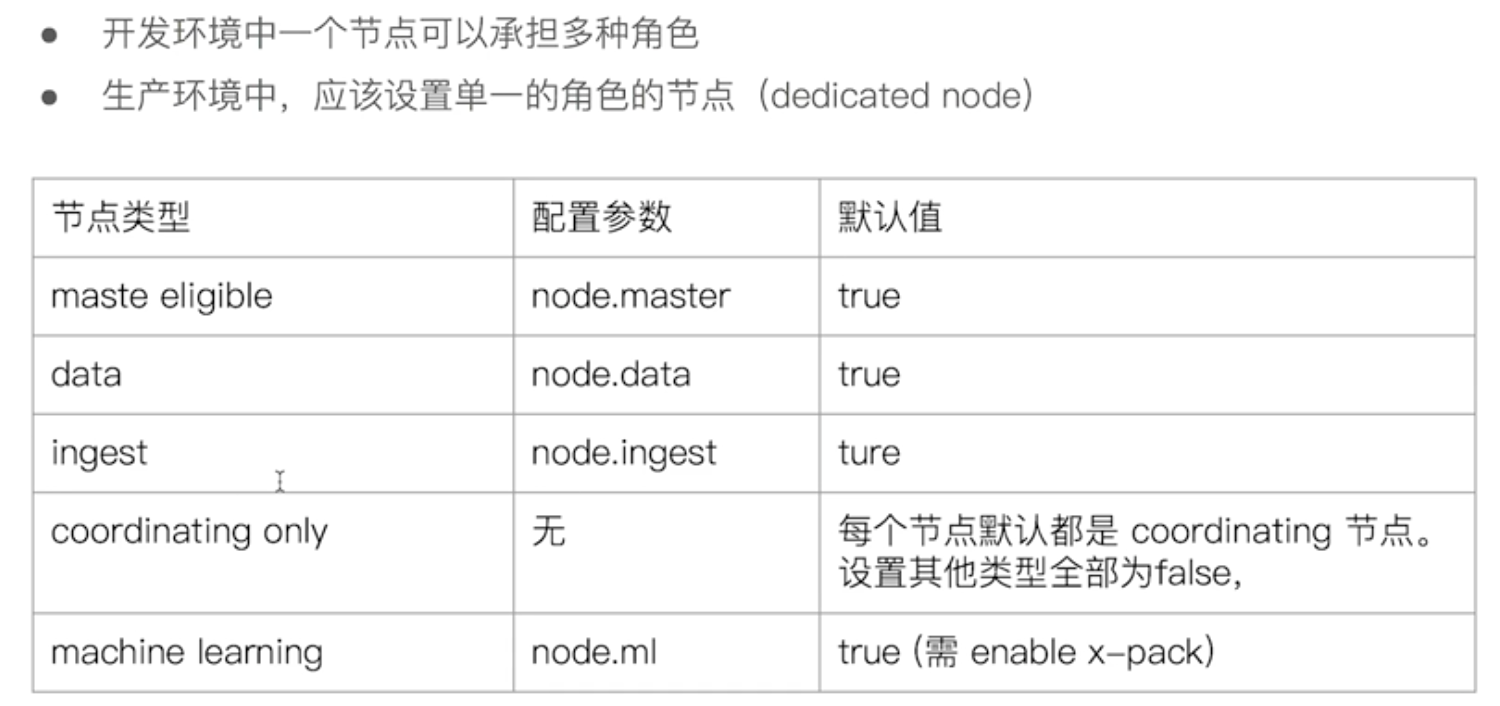 ● 开发环境中一个节点可以承担多种角色
● 生产环境中，应该设置单一的角色的节点（dedicated node）
节点类型 配置参数 默认值
maste eligible node.master true
data node.data true
ingest node.ingest ture
coordinating only 无 每个节点默认都是 coordinating 节点。
设置其他类型全部为false,
machine learning node.ml true (需 enable x-pack)